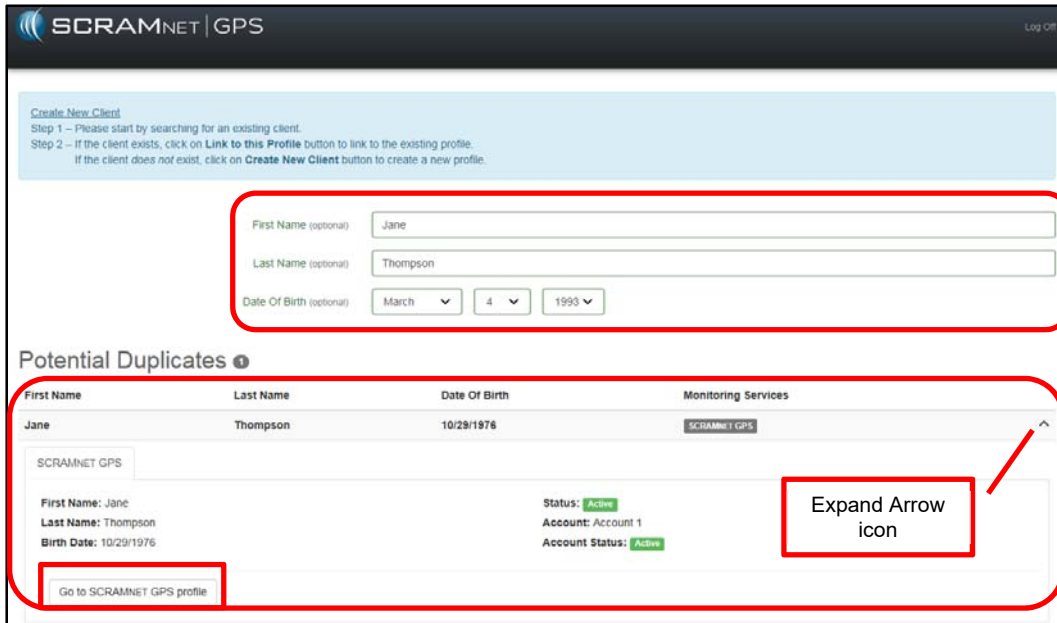 SCRAMNET | GPS
Log Off
Create New Client
Step 1 – Please start by searching for an existing client.
Step 2 – If the client exists, click on Link to this Profile button to link to the existing profile.
If the client does not exist, click on Create New Client button to create a new profile.
First Name (optional) Jane
Last Name (optional) Thompson
Date Of Birth (optional) March 4 1993
Potential Duplicates 1
First Name Last Name Date Of Birth Monitoring Services
Jane Thompson 10/29/1976 SCRAMNET GPS
SCRAMNET GPS
First Name: Jane Status: Active
Last Name: Thompson Account: Account 1
Birth Date: 10/29/1976 Account Status: Active
Expand Arrow
icon
Go to SCRAMNET GPS profile